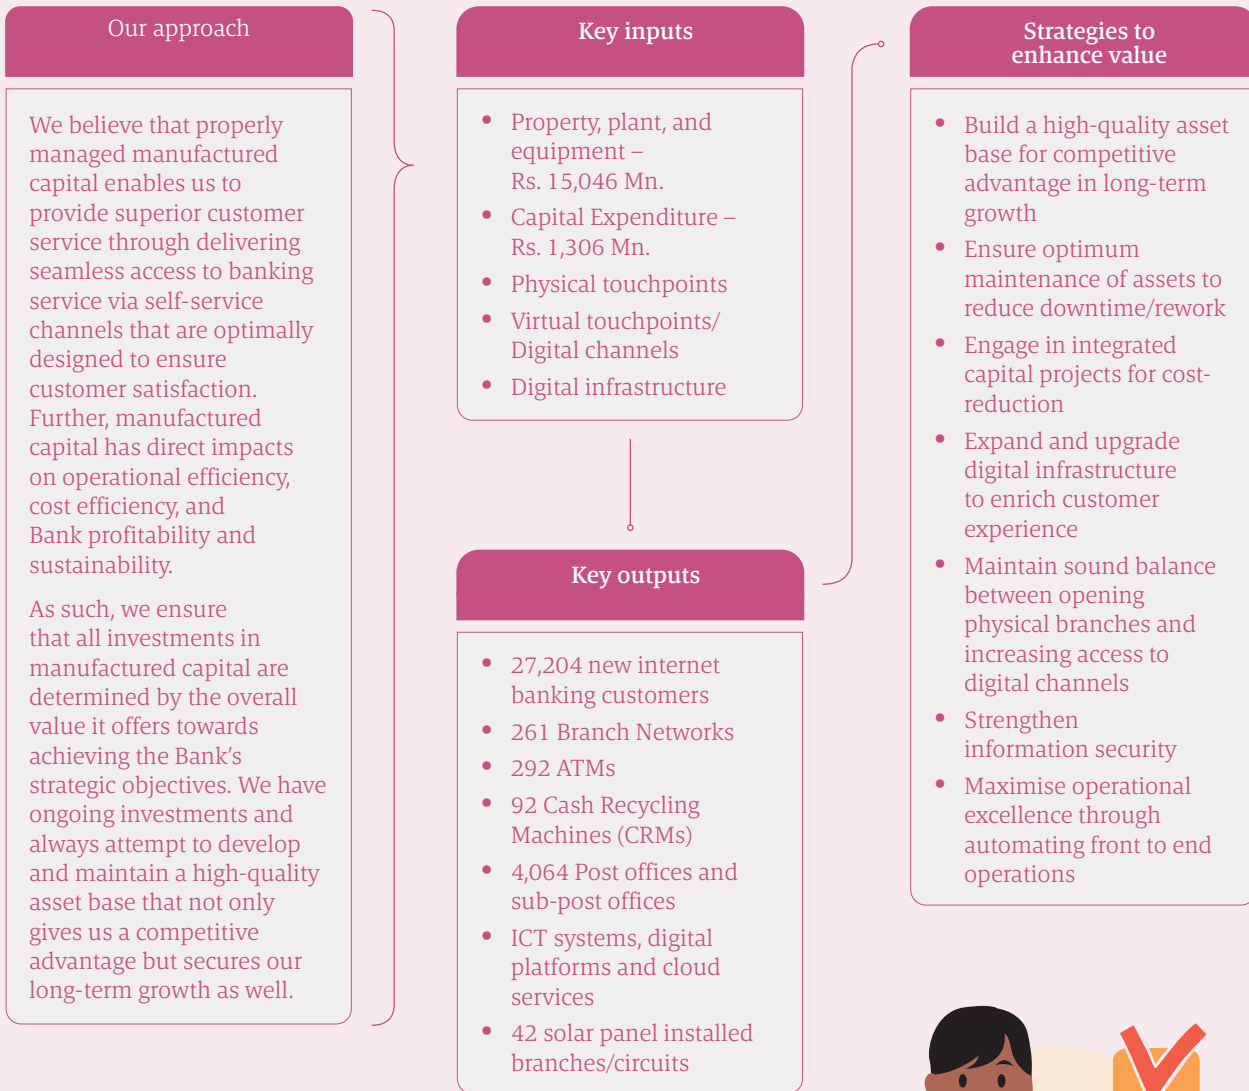 Our approach
We believe that properly
managed manufactured
capital enables us to
provide superior customer
service through delivering
seamless access to banking
service via self-service
channels that are optimally
designed to ensure
customer satisfaction.
Further, manufactured
capital has direct impacts
on operational efficiency,
cost efficiency, and
Bank profitability and
sustainability.
As such, we ensure
that all investments in
manufactured capital are
determined by the overall
value it offers towards
achieving the Bank's
strategic objectives. We have
ongoing investments and
always attempt to develop
and maintain a high-quality
asset base that not only
gives us a competitive
advantage but secures our
long-term growth as well.
Key inputs
• Property, plant, and
equipment –
Rs. 15,046 Mn.
• Capital Expenditure –
Rs. 1,306 Mn.
• Physical touchpoints
• Virtual touchpoints/
Digital channels
• Digital infrastructure
Key outputs
• 27,204 new internet
banking customers
• 261 Branch Networks
• 292 ATMs
• 92 Cash Recycling
Machines (CRMs)
• 4,064 Post offices and
sub-post offices
• ICT systems, digital
platforms and cloud
services
• 42 solar panel installed
branches/circuits
Strategies to
enhance value
• Build a high-quality asset
base for competitive
advantage in long-term
growth
• Ensure optimum
maintenance of assets to
reduce downtime/rework
• Engage in integrated
capital projects for cost-
reduction
• Expand and upgrade
digital infrastructure
to enrich customer
experience
• Maintain sound balance
between opening
physical branches and
increasing access to
digital channels
• Strengthen
information security
• Maximise operational
excellence through
automating front to end
operations